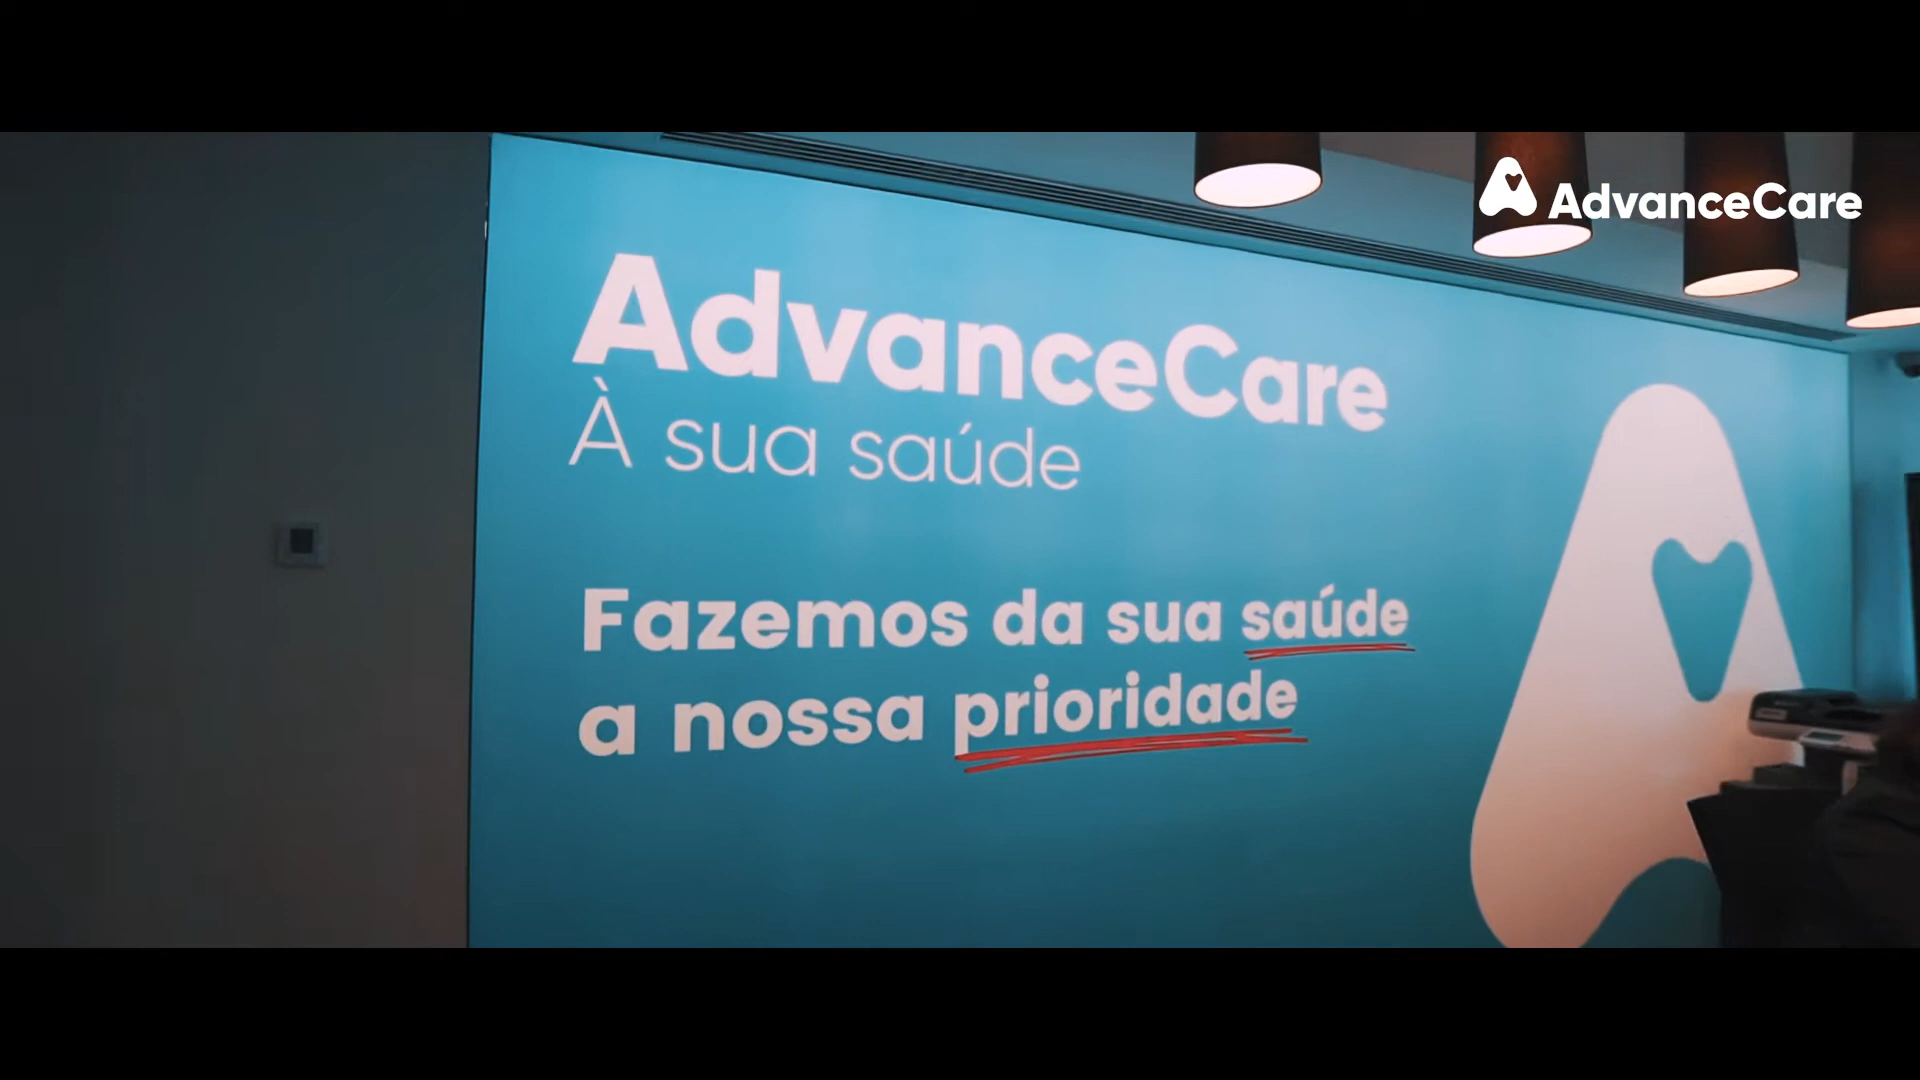 AdvanceCare
AdvanceCare
À sua saúde
Fazemos da sua saúde
a nossa prioridade